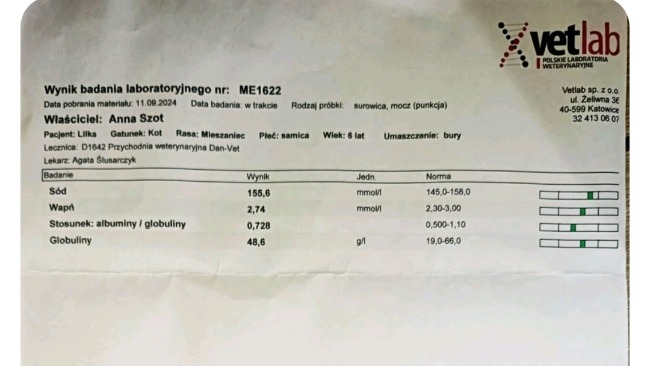 vetlab
POLSKIE LABORATORIA
WETERYNARYJNE
Wynik badania laboratoryjnego nr: ME1622
Vetlab sp. z o.o.
ul. Żeliwna 38
40-599 Katowice
32 413 06 07
Data pobrania materiału: 11.09.2024 Data badania: w trakcie Rodzaj próbki: surowica, mocz (punkcja)
Właściciel: Anna Szot
Pacjent: Lilka Gatunek: Kot Rasa: Mieszaniec Płeć: samica Wiek: 6 lat Umaszczenie: bury
Lecznica: D1642 Przychodnia weterynaryjna Dan-Vet
Lekarz: Agata Ślusarczyk
Badanie Wynik Jedn. Norma
Sód 155,6 mmol/l 145,0-158,0
Wapń 2,74 mmol/l 2,30-3,00
Stosunek: albuminy / globuliny 0,728 0,500-1,10
Globuliny 48,6 g/l 19,0-66,0